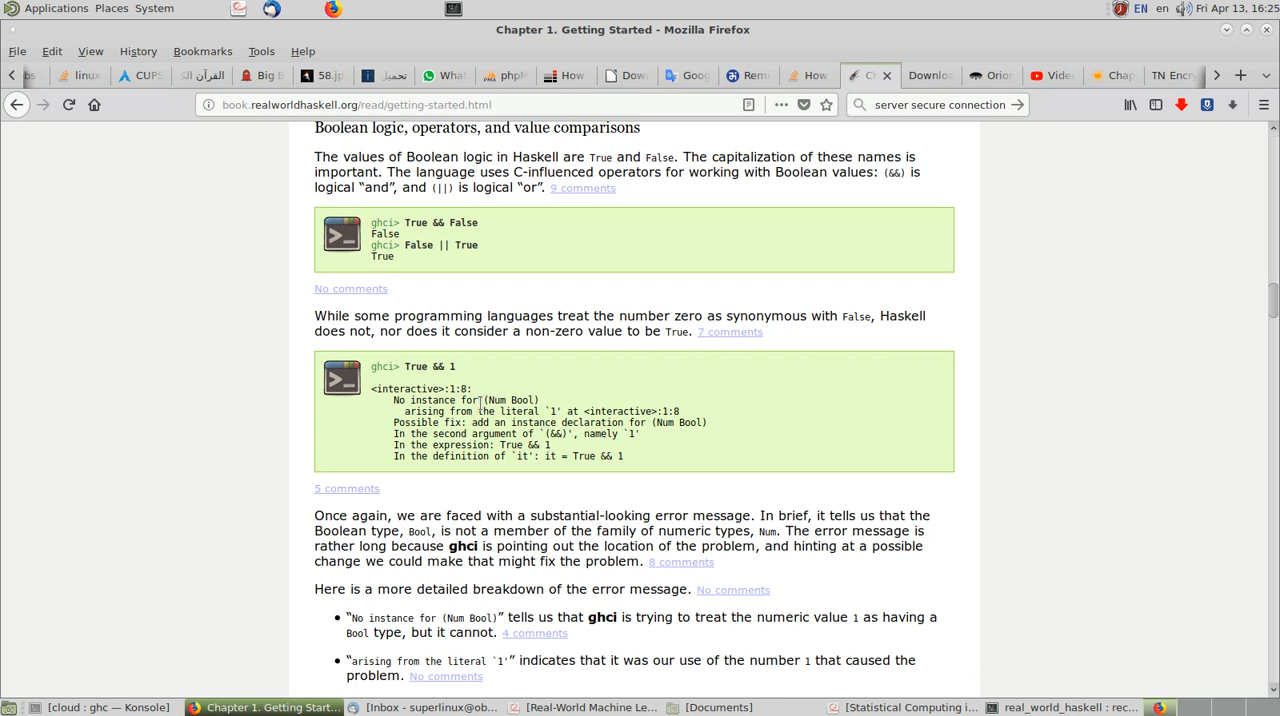 Applications Places System
EN en Fri Apr 13, 16:25
Chapter 1. Getting Started - Mozilla Firefox
File Edit View History Bookmarks Tools Help
bs linux CUPS القرآن ال Big B 58.jp تحميل What phpM How Dow Goog Remi How Ch Downloa Orior Videc Chap TN Encry
book.realworldhaskell.org/read/getting-started.html
server secure connection
Boolean logic, operators, and value comparisons
The values of Boolean logic in Haskell are True and False. The capitalization of these names is
important. The language uses C-influenced operators for working with Boolean values: (&&) is
logical “and”, and (||) is logical “or”. 9 comments
ghci> True && False
False
ghci> False || True
True
No comments
While some programming languages treat the number zero as synonymous with False, Haskell
does not, nor does it consider a non-zero value to be True. 7 comments
ghci> True && 1
<interactive>:1:8:
No instance for (Num Bool)
arising from the literal `1' at <interactive>:1:8
Possible fix: add an instance declaration for (Num Bool)
In the second argument of `(&&)', namely `1'
In the expression: True && 1
In the definition of `it': it = True && 1
5 comments
Once again, we are faced with a substantial-looking error message. In brief, it tells us that the
Boolean type, Bool, is not a member of the family of numeric types, Num. The error message is
rather long because ghci is pointing out the location of the problem, and hinting at a possible
change we could make that might fix the problem. 8 comments
Here is a more detailed breakdown of the error message. No comments
• “No instance for (Num Bool)” tells us that ghci is trying to treat the numeric value 1 as having a
Bool type, but it cannot. 4 comments
• “arising from the literal `1'” indicates that it was our use of the number 1 that caused the
problem. No comments
[cloud : ghc — Konsole] Chapter 1. Getting Start... [Inbox - superlinux@ob... [Real-World Machine Le... [Documents] [Statistical Computing i... real_world_haskell : rec...